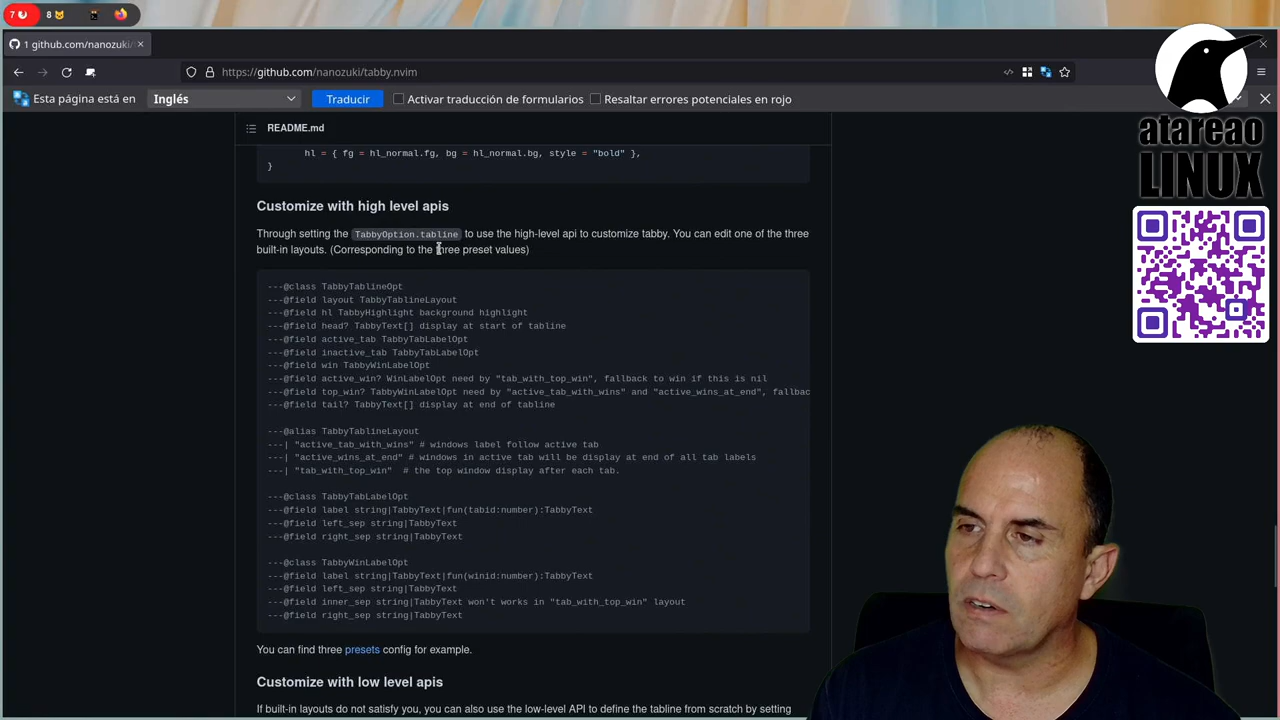 7
8
1 github.com/nanozuki/
https://github.com/nanozuki/tabby.nvim
Esta página está en
Inglés
Traducir
Activar traducción de formularios
Resaltar errores potenciales en rojo
README.md
hl = { fg = hl_normal.fg, bg = hl_normal.bg, style = "bold" },
}
Customize with high level apis
Through setting the TabbyOption.tabline to use the high-level api to customize tabby. You can edit one of the three
built-in layouts. (Corresponding to the three preset values)
---@class TabbyTablineOpt
---@field layout TabbyTablineLayout
---@field hl TabbyHighlight background highlight
---@field head? TabbyText[] display at start of tabline
---@field active_tab TabbyTabLabelOpt
---@field inactive_tab TabbyTabLabelOpt
---@field win TabbyWinLabelOpt
---@field active_win? WinLabelOpt need by "tab_with_top_win", fallback to win if this is nil
---@field top_win? TabbyWinLabelOpt need by "active_tab_with_wins" and "active_wins_at_end", fallbac
---@field tail? TabbyText[] display at end of tabline
---@alias TabbyTablineLayout
---| "active_tab_with_wins" # windows label follow active tab
---| "active_wins_at_end" # windows in active tab will be display at end of all tab labels
---| "tab_with_top_win"  # the top window display after each tab.
---@class TabbyTabLabelOpt
---@field label string|TabbyText|fun(tabid:number):TabbyText
---@field left_sep string|TabbyText
---@field right_sep string|TabbyText
---@class TabbyWinLabelOpt
---@field label string|TabbyText|fun(winid:number):TabbyText
---@field left_sep string|TabbyText
---@field inner_sep string|TabbyText won't works in "tab_with_top_win" layout
---@field right_sep string|TabbyText
You can find three presets config for example.
Customize with low level apis
If built-in layouts do not satisfy you, you can also use the low-level API to define the tabline from scratch by setting
atareao
LINUX